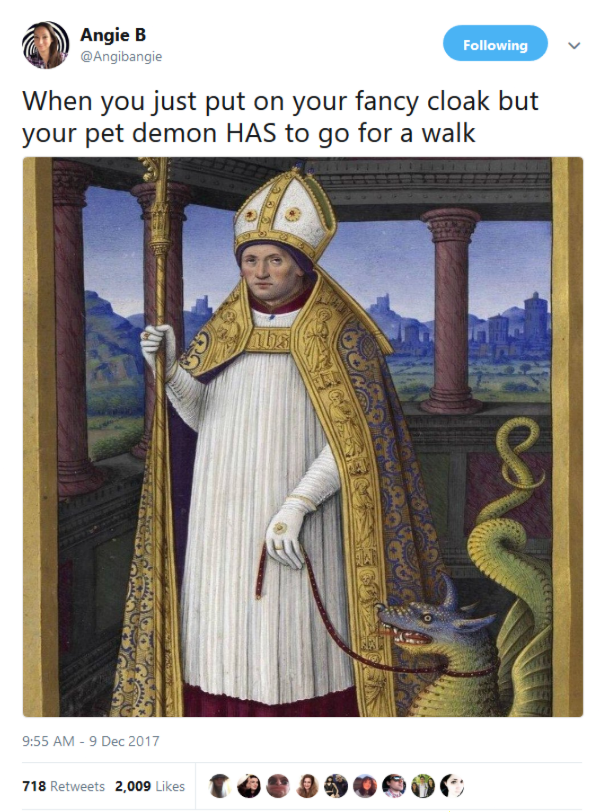 Angie B
@Angibangie
Following
When you just put on your fancy cloak but
your pet demon HAS to go for a walk
9:55 AM - 9 Dec 2017
718 Retweets 2,009 Likes